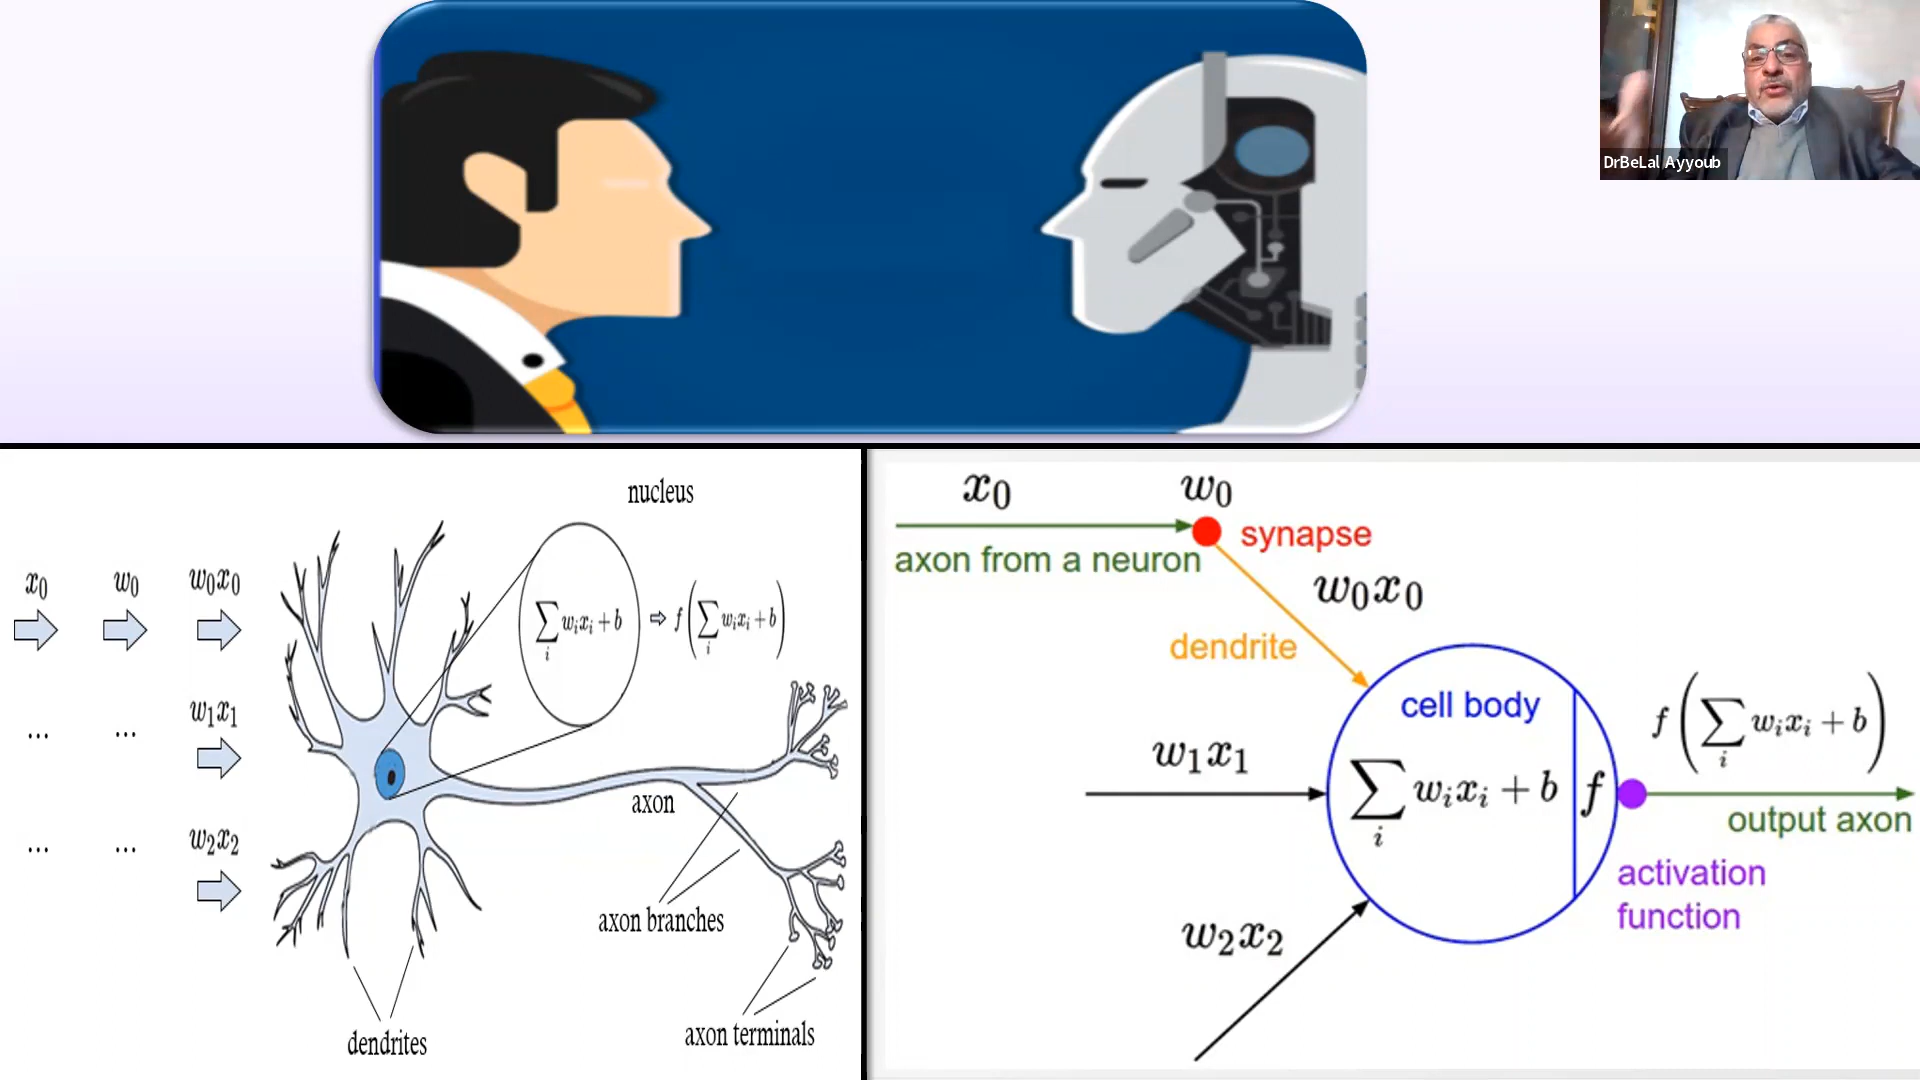 DrBeLal Ayyoub
nucleus
x₀ w₀ w₀x₀
∑ᵢ wᵢxᵢ + b ⇨ f(∑ᵢ wᵢxᵢ + b)
w₁x₁
... ...
w₂x₂
... ...
axon
axon branches
axon terminals
dendrites
x₀ w₀
synapse
axon from a neuron
w₀x₀
dendrite
cell body
f(∑ᵢ wᵢxᵢ + b)
w₁x₁
∑ᵢ wᵢxᵢ + b f
output axon
activation
function
w₂x₂